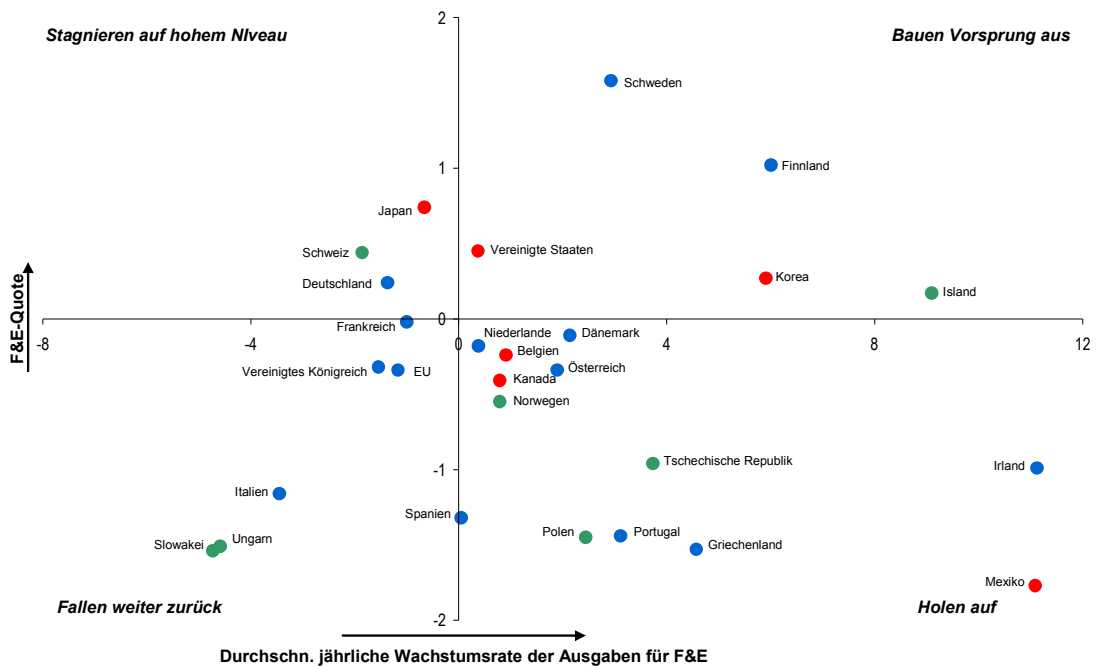 2
Stagnieren auf hohem NIveau
Bauen Vorsprung aus
Schweden
1
Finnland
Japan
Vereinigte Staaten
Schweiz
Deutschland
Korea
Island
F&E-Quote
Frankreich
Niederlande
Dänemark
-8
-4
0
0
4
8
12
Belgien
Vereinigtes Königreich
EU
Österreich
Kanada
Norwegen
-1
Tschechische Republik
Irland
Italien
Spanien
Slowakei
Ungarn
Polen
Portugal
Griechenland
Mexiko
Fallen weiter zurück
Holen auf
-2
Durchschn. jährliche Wachstumsrate der Ausgaben für F&E